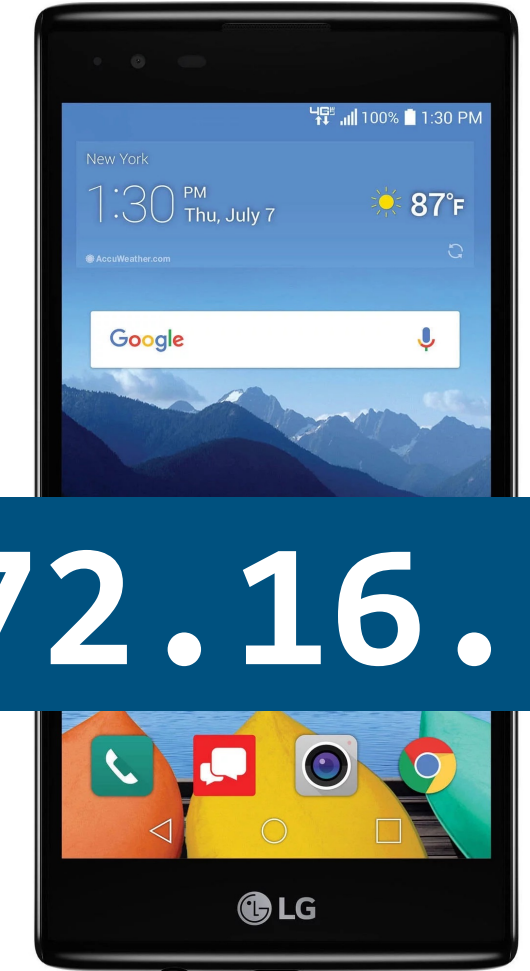 4G LTE 100% 1:30 PM
New York
1:30 PM
Thu, July 7
87°F
AccuWeather.com
Google
72.16.
LG